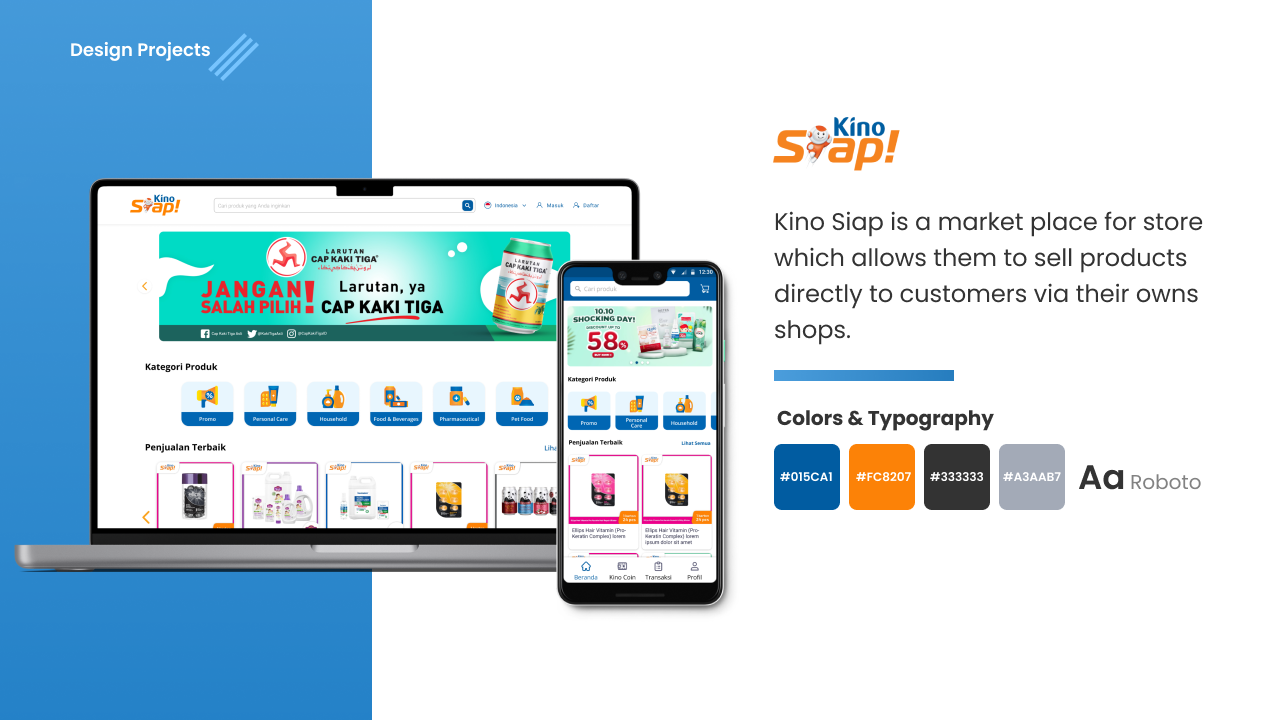 Design Projects
Kino
Siap!
Kino Siap is a market place for store
which allows them to sell products
directly to customers via their owns
shops.
Colors & Typography
#015CA1
#FC8207
#333333
#A3AAB7
Aa Roboto
Kino
Siap!
Cari produk yang Anda inginkan
Indonesia
Masuk
Daftar
LARUTAN
CAP KAKI TIGA
JANGAN
SALAH PILIH!
Larutan, ya
CAP KAKI TIGA
Kategori Produk
Promo
Personal Care
Household
Food & Beverages
Pharmaceutical
Pet Food
Penjualan Terbaik
Liha
12:30
Cari produk
10.10
SHOCKING DAY!
DISCOUNT UP TO
58%
BUY NOW
Kategori Produk
Promo
Personal
Care
Household
Penjualan Terbaik
Lihat Semua
Ellips Hair Vitamin (Pro-
Keratin Complex) lorem
Ellips Hair Vitamin (Pro-
Keratin Complex) lorem
ipsum dolor sit amet
Beranda
Kino Coin
Transaksi
Profil